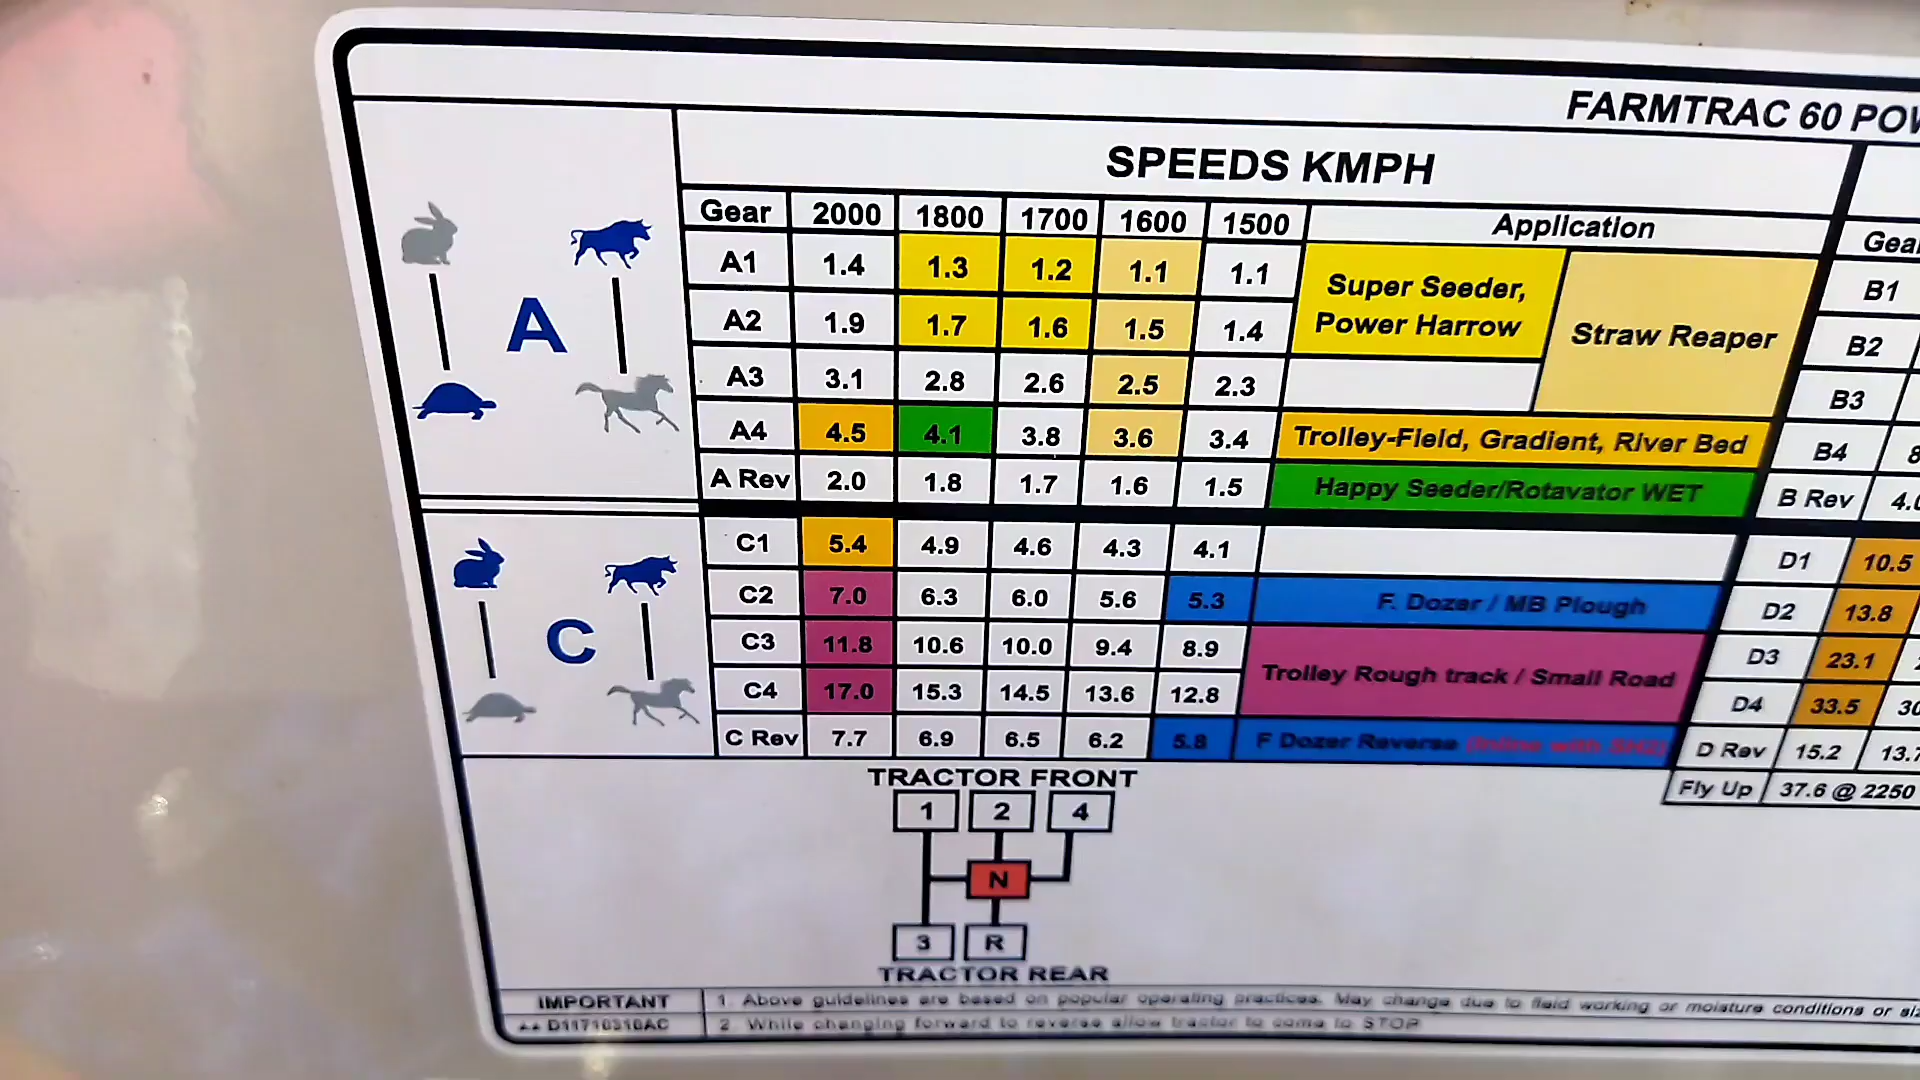 FARMTRAC 60
SPEEDS KMPH
Gear 2000 1800 1700 1600 1500 Application
A1 1.4 1.3 1.2 1.1 1.1 Super Seeder, Straw Reaper
A2 1.9 1.7 1.6 1.5 1.4 Power Harrow
A3 3.1 2.8 2.6 2.5 2.3
A4 4.5 4.1 3.8 3.6 3.4 Trolley-Field, Gradient, River Bed
A Rev 2.0 1.8 1.7 1.6 1.5 Happy Seeder/Rotavator WET
A
C1 5.4 4.9 4.6 4.3 4.1
C2 7.0 6.3 6.0 5.6 5.3 F. Dozer / MB Plough
C3 11.8 10.6 10.0 9.4 8.9 Trolley Rough track / Small Road
C4 17.0 15.3 14.5 13.6 12.8
C Rev 7.7 6.9 6.5 6.2 5.8 F Dozer Reverse
C
B1
B2
B3
B4
B Rev
D1 10.5
D2 13.8
D3 23.1
D4 33.5
D Rev 15.2
Fly Up 37.6 @ 2250
TRACTOR FRONT
1 2 4
N
3 R
TRACTOR REAR
IMPORTANT 1. Above guidelines are based on popular operating practices. May change due to field working or moisture conditions or
2. While changing forward to reverse allow tractor to come to STOP